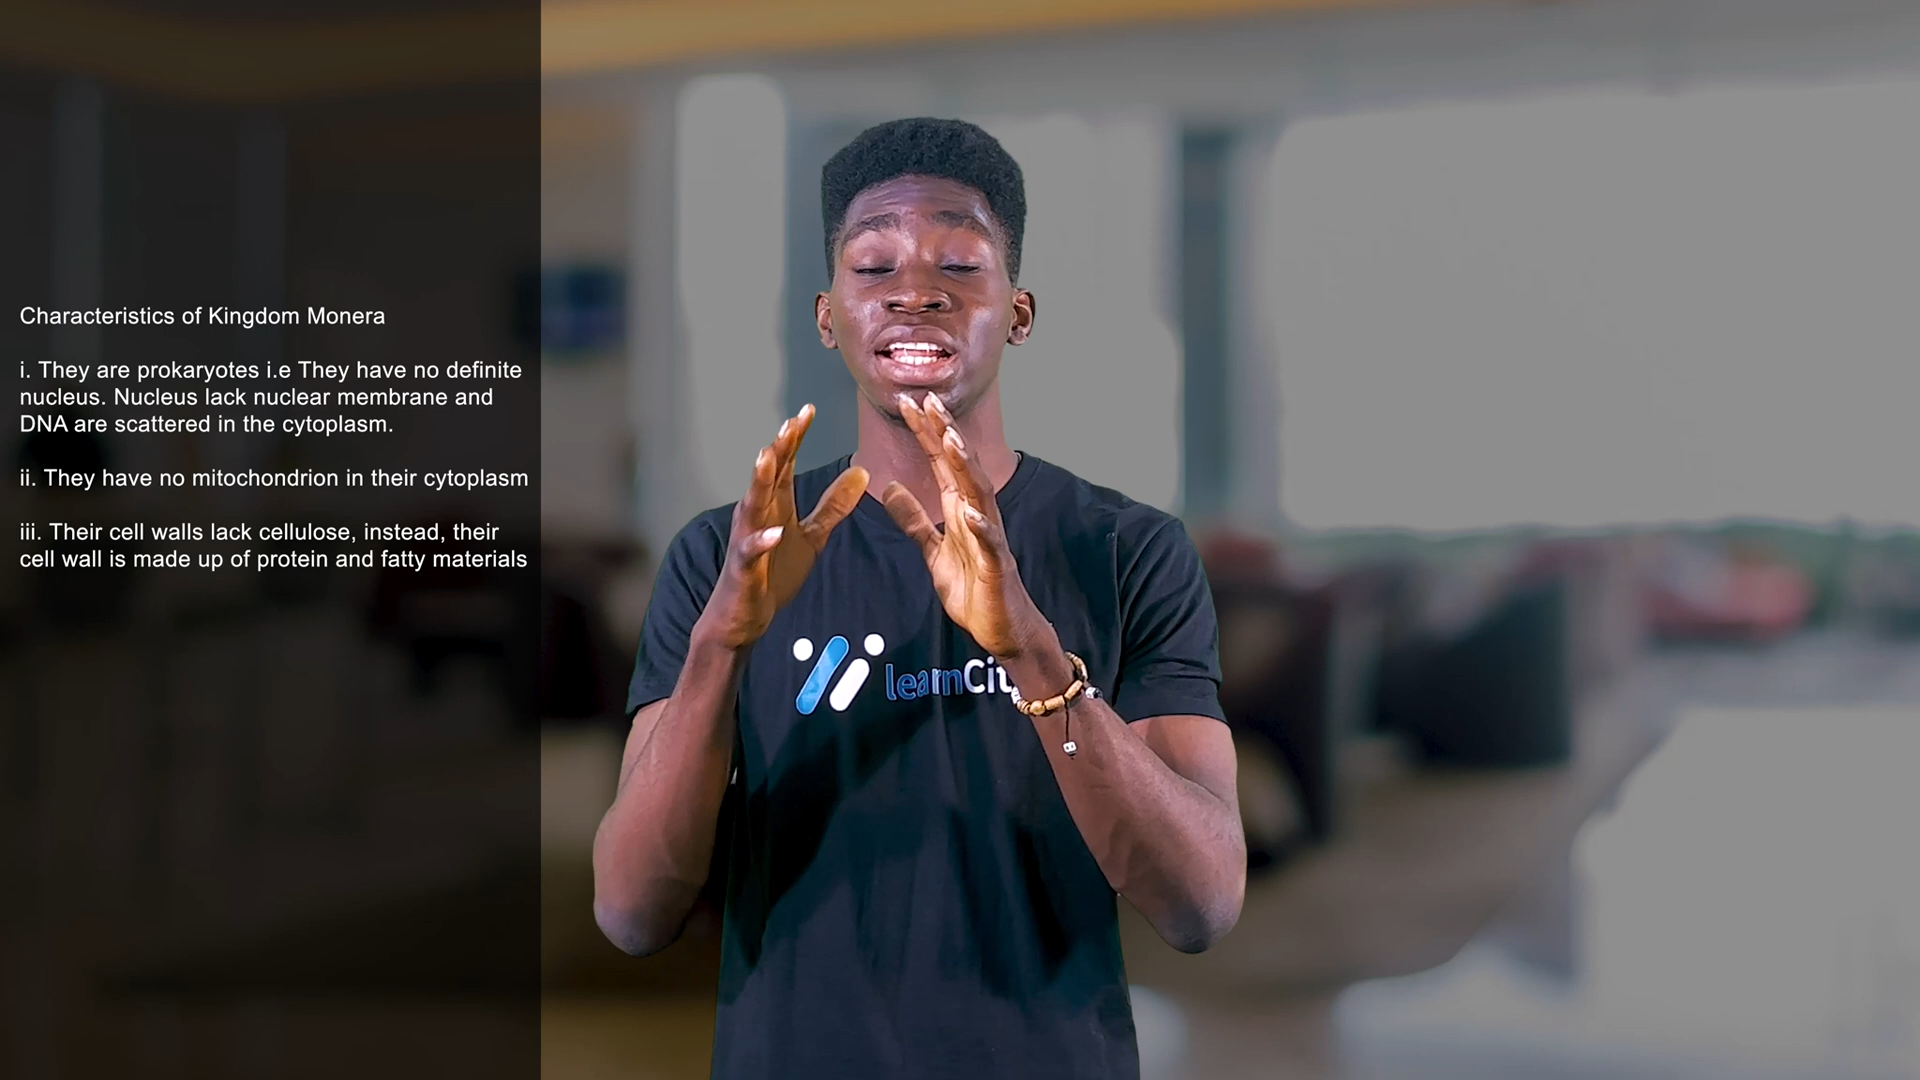 Characteristics of Kingdom Monera
i. They are prokaryotes i.e They have no definite
nucleus. Nucleus lack nuclear membrane and
DNA are scattered in the cytoplasm.
ii. They have no mitochondrion in their cytoplasm
iii. Their cell walls lack cellulose, instead, their
cell wall is made up of protein and fatty materials
learnCit